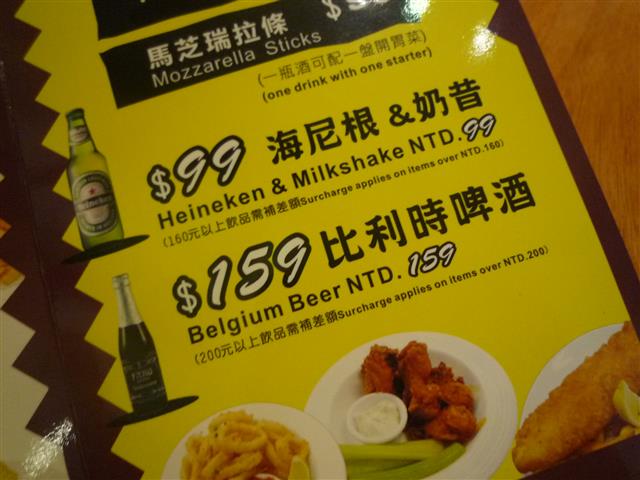 馬芝瑞拉條
Mozzarella Sticks
(一瓶酒可配一盤開胃菜)
(one drink with one starter)
$99 海尼根 & 奶昔
Heineken & Milkshake NTD.99
(160元以上飲品需補差額Surcharge applies on items over NTD.160)
$159 比利時啤酒
Belgium Beer NTD. 159
(200元以上飲品需補差額Surcharge applies on items over NTD.200)
Heineken